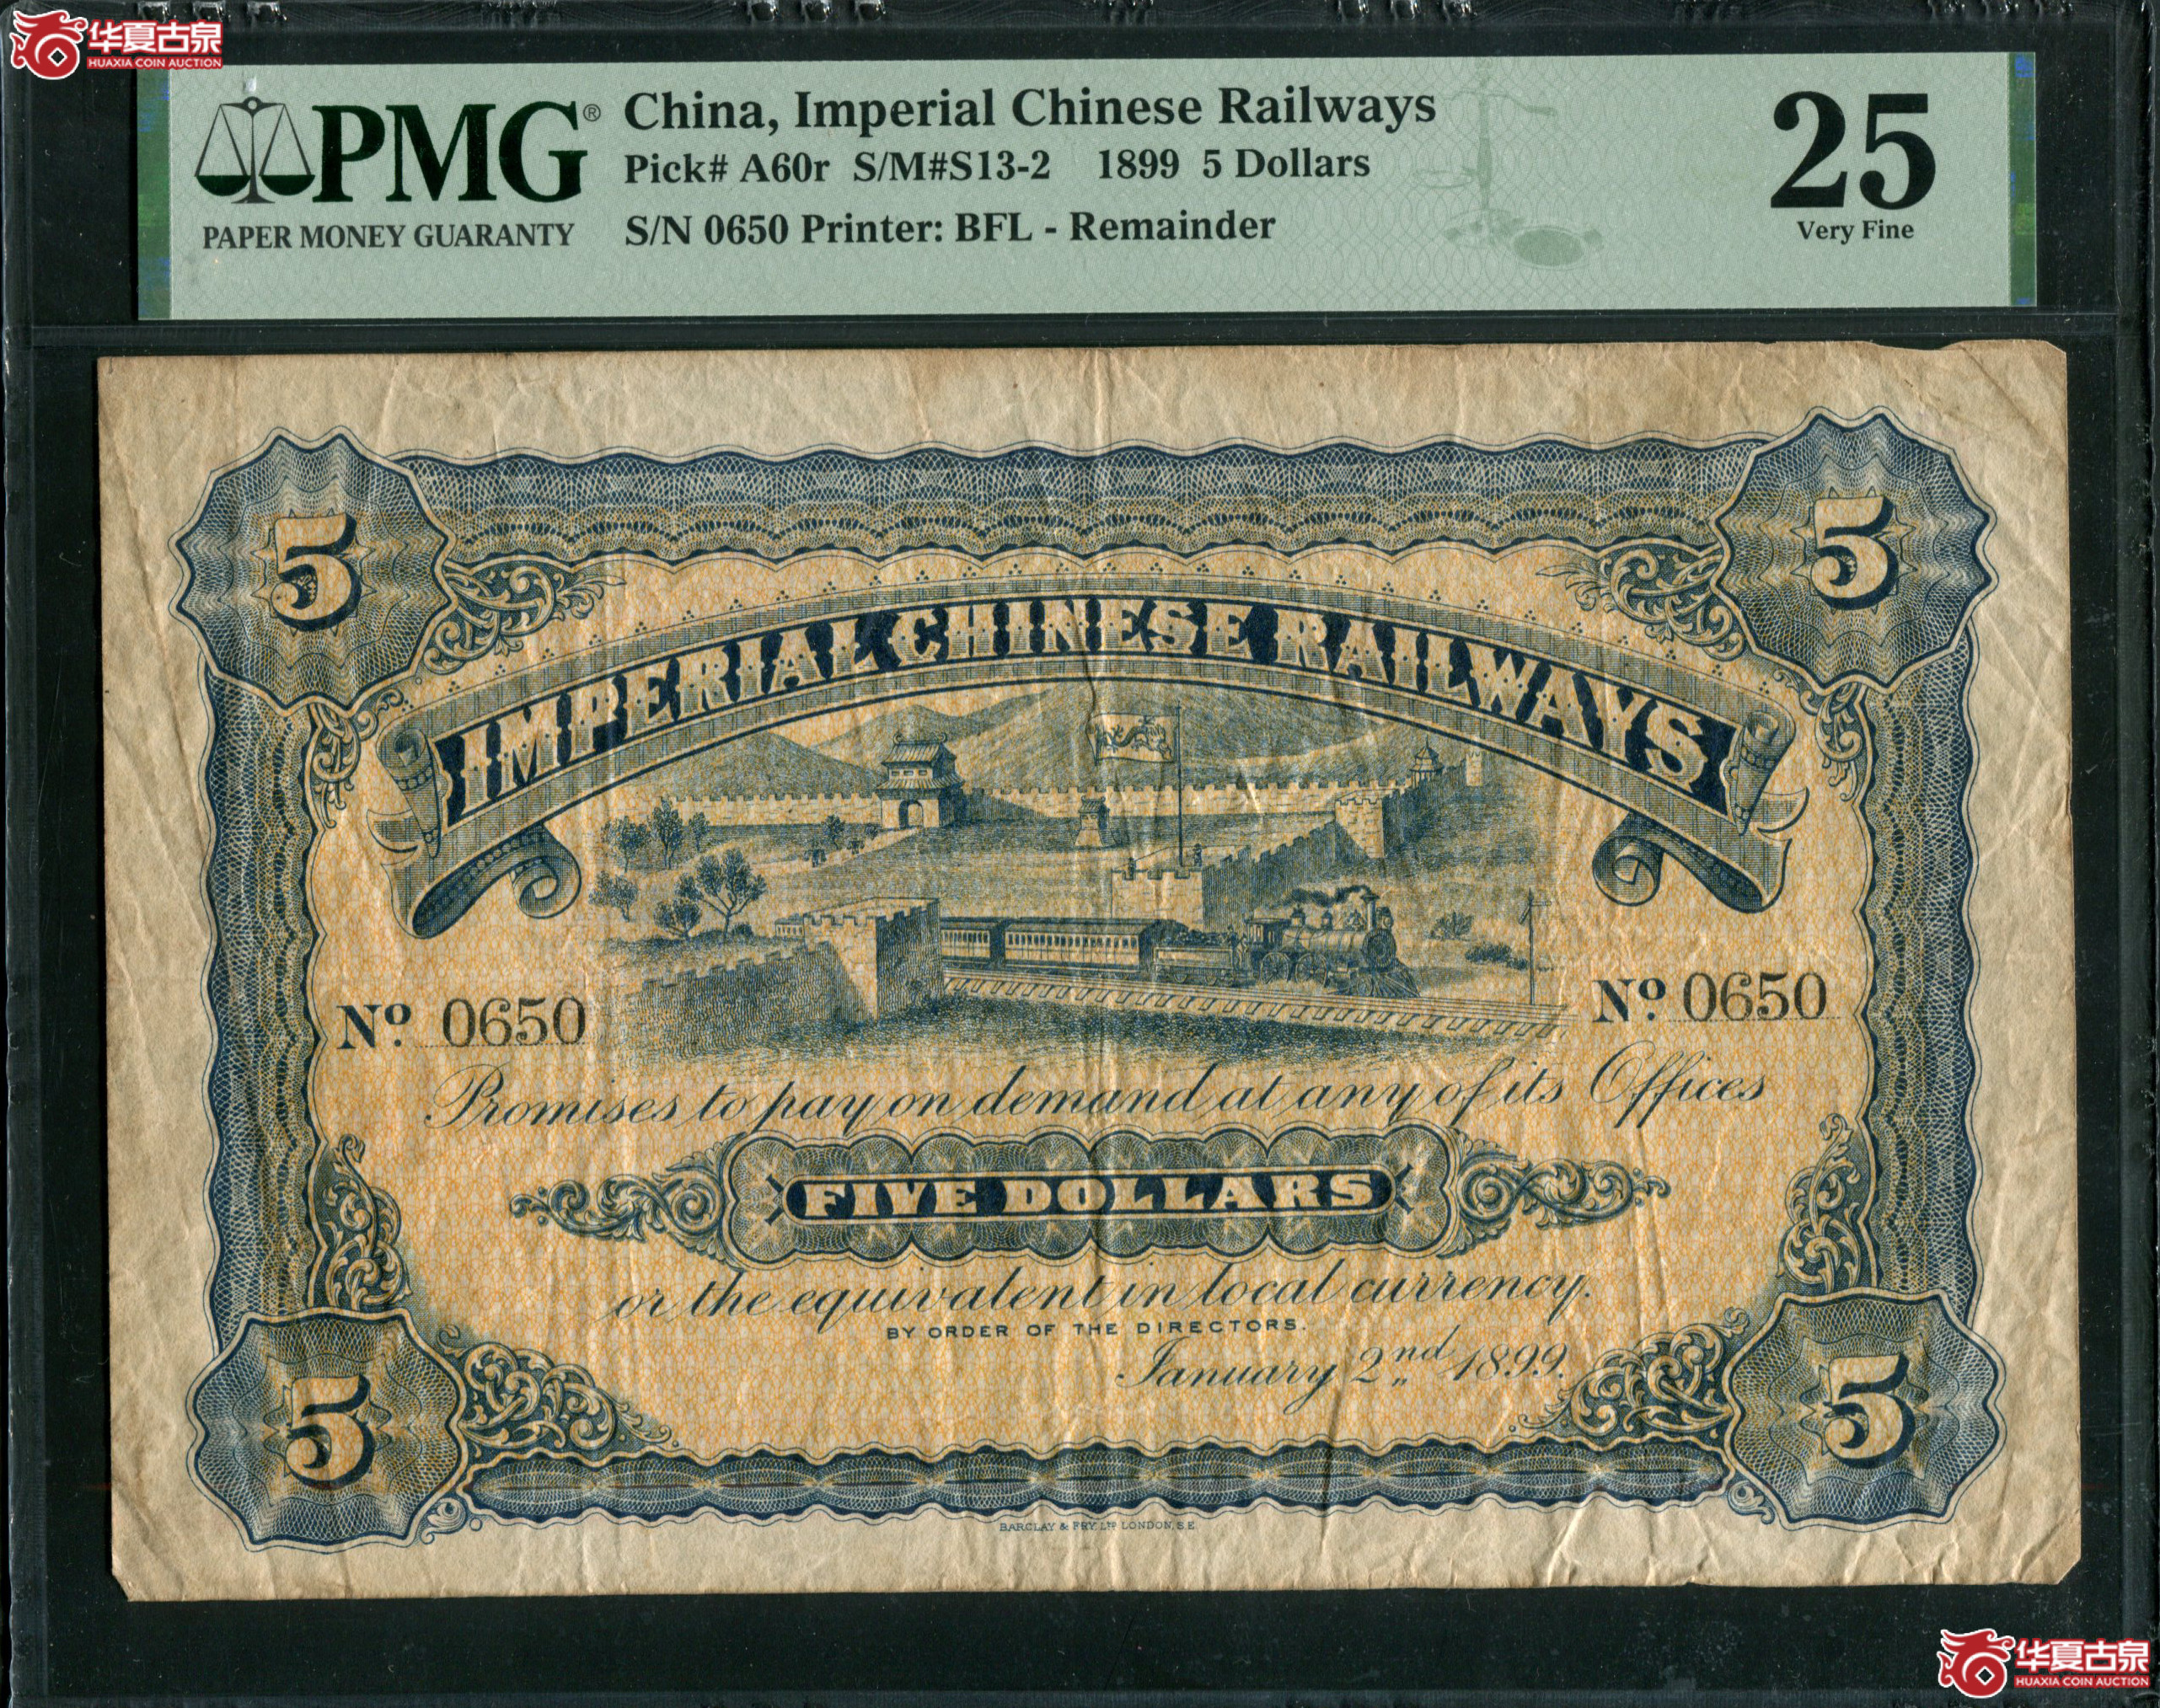 华夏古泉
HUAXIA COIN AUCTION
PMG®
PAPER MONEY GUARANTY
China, Imperial Chinese Railways
Pick# A60r S/M#S13-2 1899 5 Dollars
S/N 0650 Printer: BFL - Remainder
25
Very Fine
5
5
IMPERIAL CHINESE RAILWAYS
No. 0650
No. 0650
Promises to pay on demand at any of its Offices
FIVE DOLLARS
or the equivalent in local currency.
BY ORDER OF THE DIRECTORS.
January 2nd 1899.
5
5
BARCLAY & FRY, LTD LONDON, S.E.
华夏古泉
HUAXIA COIN AUCTION